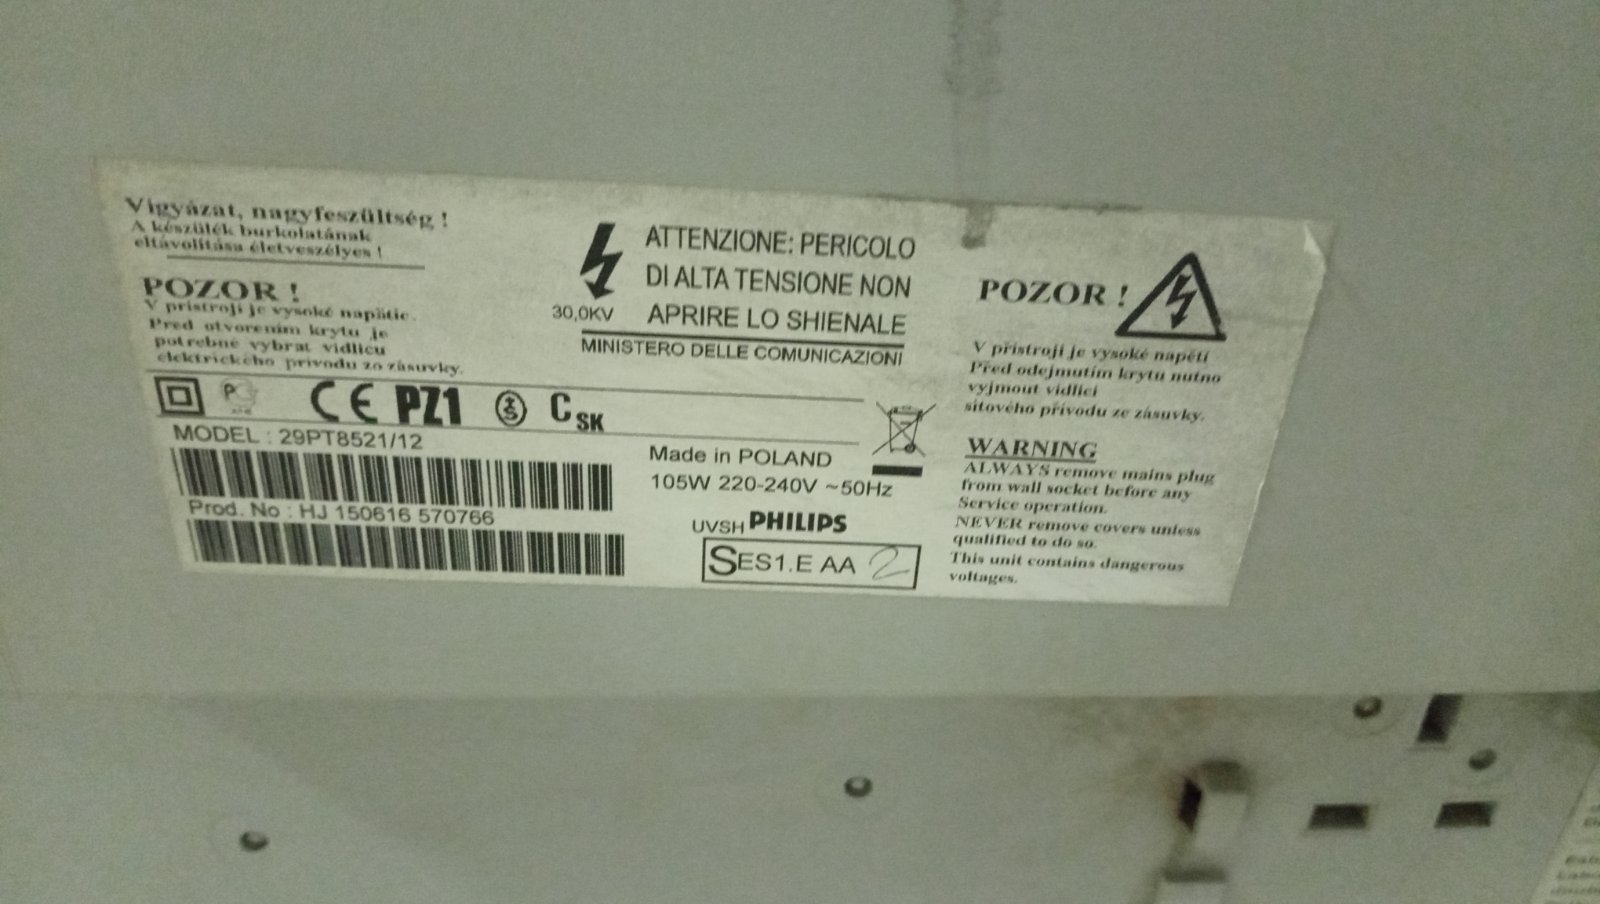 Vigyázat, nagyfeszültség !
A készülék burkolatának
eltávolítása életveszélyes !
POZOR !
V prístroji je vysoké napätie.
Pred otvorením krytu je
potrebné vybrat vidlicu
elektrického prívodu zo zásuvky.
30,0KV
ATTENZIONE: PERICOLO
DI ALTA TENSIONE NON
APRIRE LO SHIENALE
MINISTERO DELLE COMUNICAZIONI
POZOR !
V přístroji je vysoké napětí
Před odejmutím krytu nutno
vyjmout vidlici
síťového přívodu ze zásuvky.
CE PZ1 CSK
MODEL : 29PT8521/12
Prod. No : HJ 150616 570766
Made in POLAND
105W 220-240V ~50Hz
UVSH PHILIPS
SES1.E AA 2
WARNING
ALWAYS remove mains plug
from wall socket before any
Service operation.
NEVER remove covers unless
qualified to do so.
This unit contains dangerous
voltages.